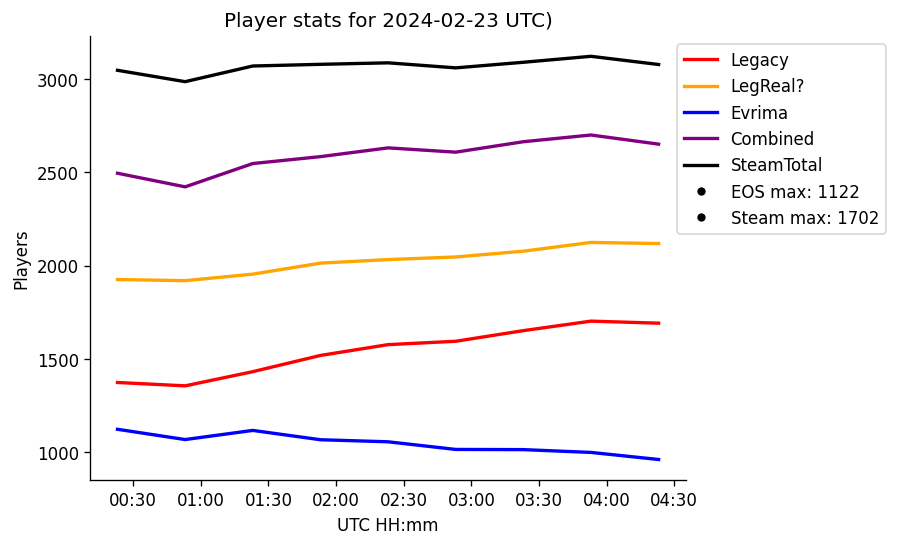 Player stats for 2024-02-23 UTC)
Legacy
LegReal?
Evrima
Combined
SteamTotal
EOS max: 1122
Steam max: 1702
Players
3000
2500
2000
1500
1000
00:30 01:00 01:30 02:00 02:30 03:00 03:30 04:00 04:30
UTC HH:mm